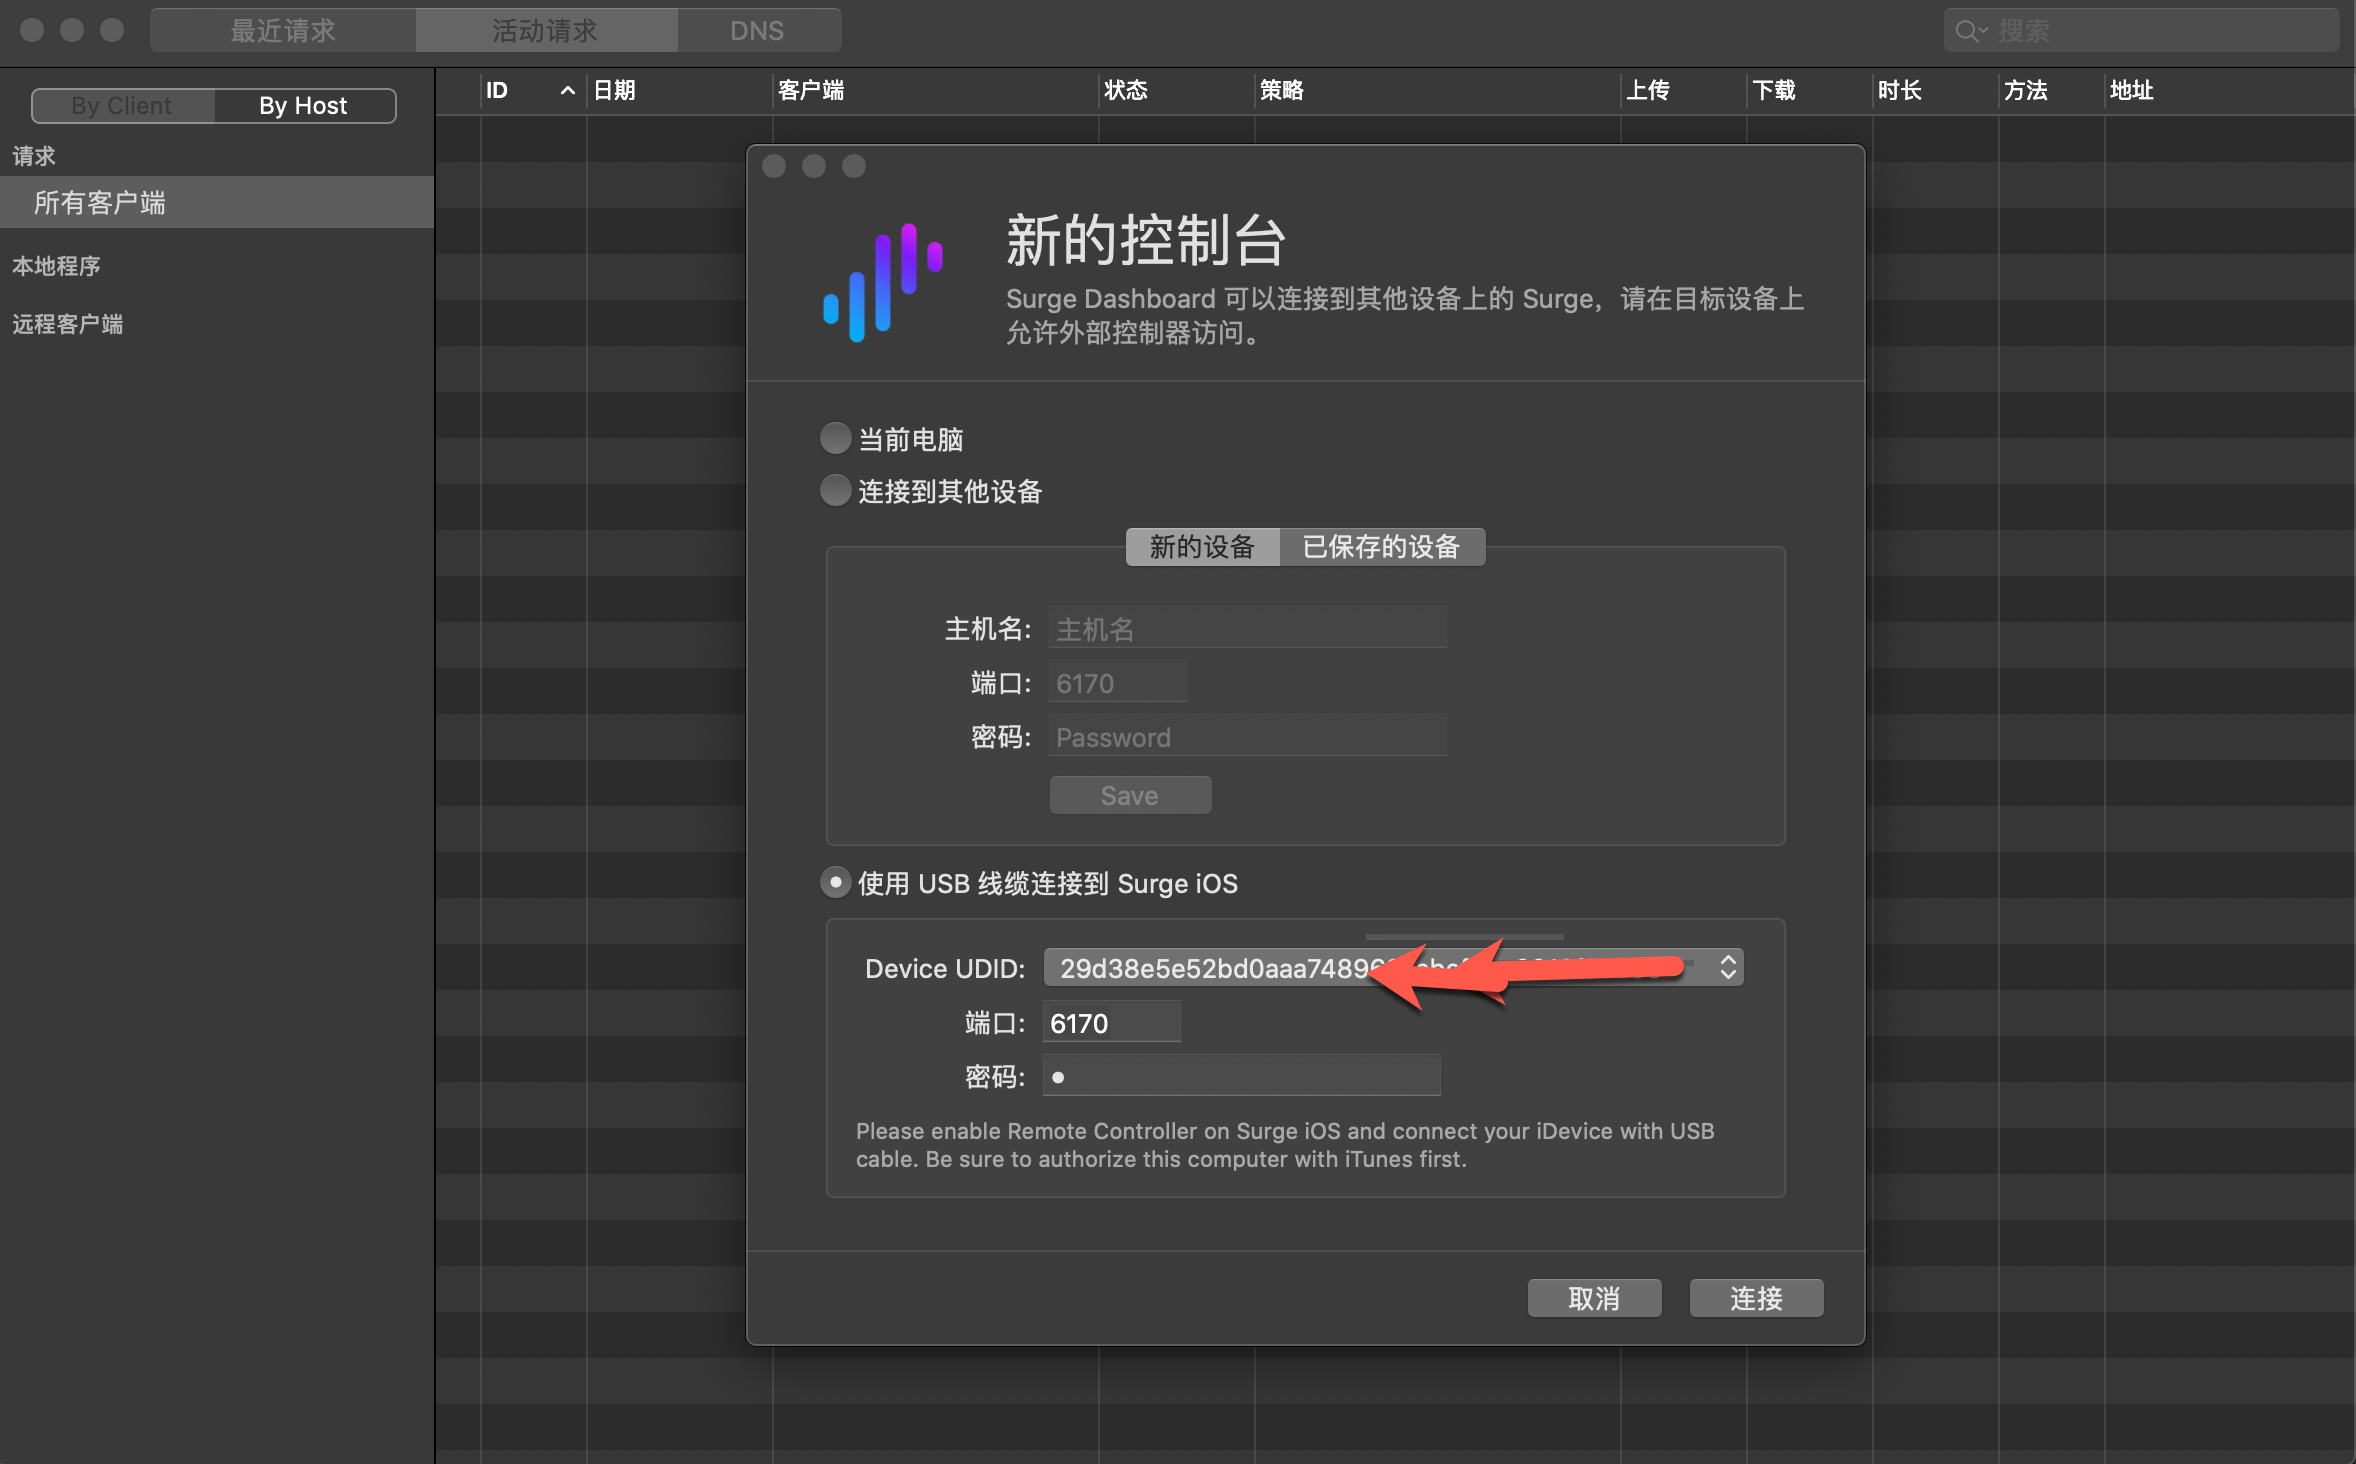 最近请求
活动请求
DNS
搜索
By Client
By Host
请求
所有客户端
本地程序
远程客户端
ID
日期
客户端
状态
策略
上传
下载
时长
方法
地址
新的控制台
Surge Dashboard 可以连接到其他设备上的 Surge，请在目标设备上
允许外部控制器访问。
当前电脑
连接到其他设备
新的设备
已保存的设备
主机名:
主机名
端口:
6170
密码:
Password
Save
使用 USB 线缆连接到 Surge iOS
Device UDID:
端口:
6170
密码:
●
Please enable Remote Controller on Surge iOS and connect your iDevice with USB
cable. Be sure to authorize this computer with iTunes first.
取消
连接